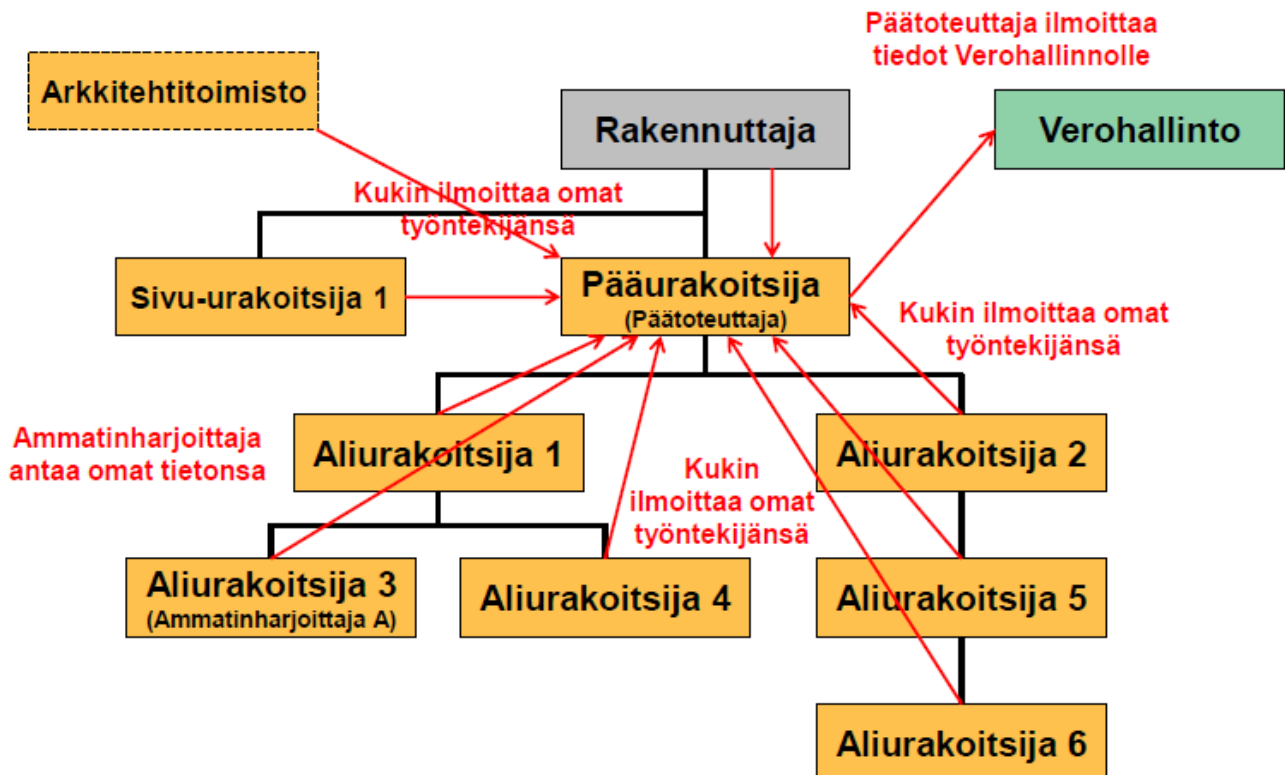 Päätoteuttaja ilmoittaa
tiedot Verohallinnolle
Arkkitehtitoimisto
Rakennuttaja
Verohallinto
Kukin ilmoittaa omat
työntekijänsä
Sivu-urakoitsija 1
Pääurakoitsija
(Päätoteuttaja)
Kukin ilmoittaa omat
työntekijänsä
Ammatinharjoittaja
antaa omat tietonsa
Aliurakoitsija 1
Kukin
ilmoittaa omat
työntekijänsä
Aliurakoitsija 2
Aliurakoitsija 3
(Ammatinharjoittaja A)
Aliurakoitsija 4
Aliurakoitsija 5
Aliurakoitsija 6